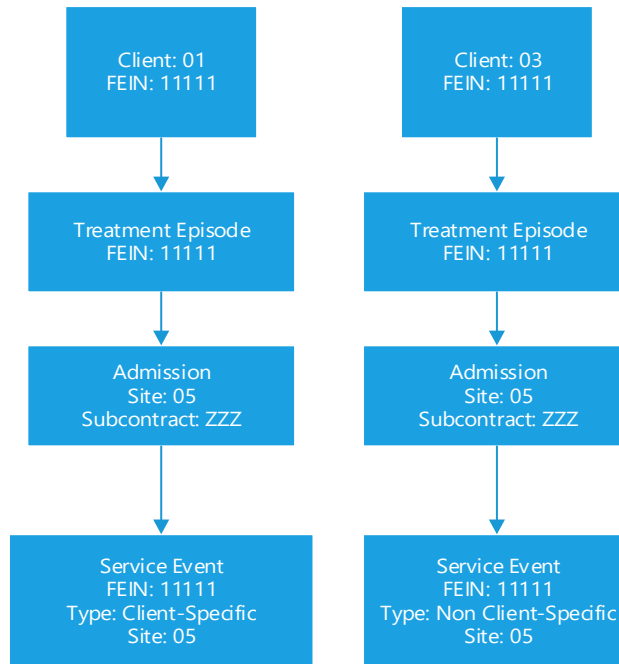 Client: 01
FEIN: 11111
Treatment Episode
FEIN: 11111
Admission
Site: 05
Subcontract: ZZZ
Service Event
FEIN: 11111
Type: Client-Specific
Site: 05
Client: 03
FEIN: 11111
Treatment Episode
FEIN: 11111
Admission
Site: 05
Subcontract: ZZZ
Service Event
FEIN: 11111
Type: Non Client-Specific
Site: 05